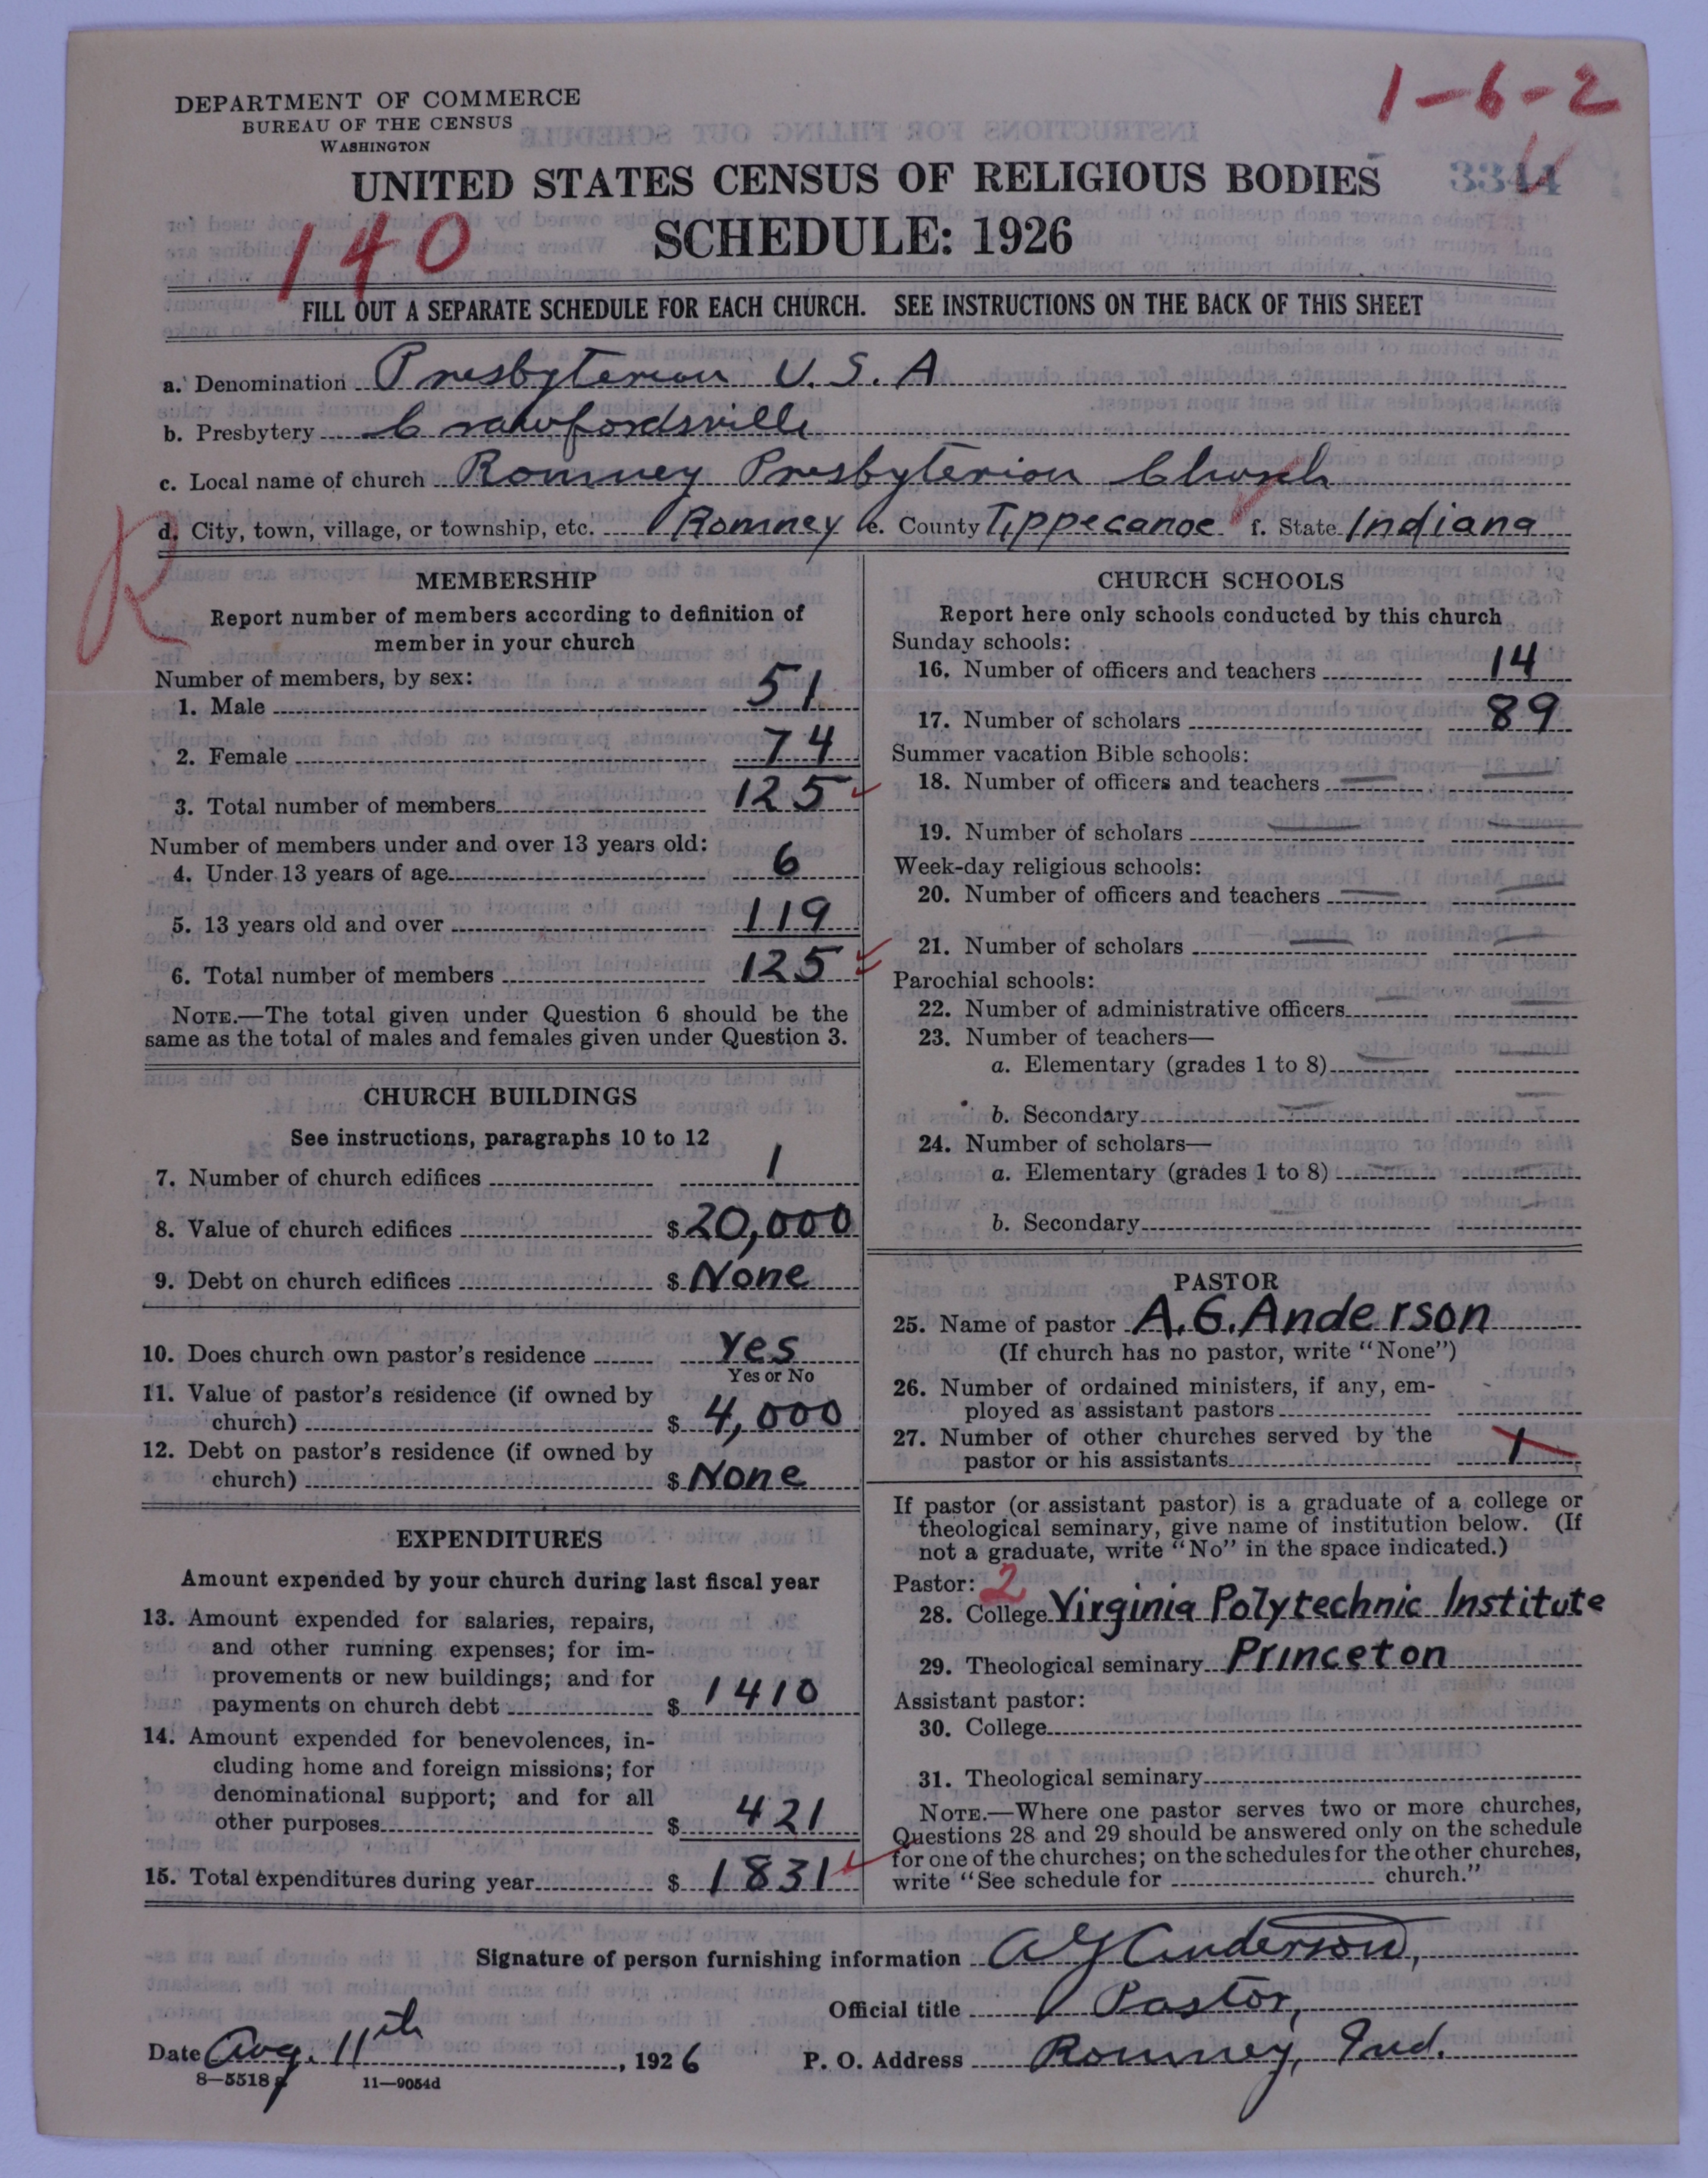 DEPARTMENT OF COMMERCE
BUREAU OF THE CENSUS
WASHINGTON
1-6-2
UNITED STATES CENSUS OF RELIGIOUS BODIES
3344
SCHEDULE: 1926
140
FILL OUT A SEPARATE SCHEDULE FOR EACH CHURCH. SEE INSTRUCTIONS ON THE BACK OF THIS SHEET
a. Denomination Presbyterian U. S. A
b. Presbytery Crawfordsville
c. Local name of church Romney Presbyterian Church
R
d. City, town, village, or township, etc. Romney e. County Tippecanoe f. State Indiana
MEMBERSHIP
Report number of members according to definition of
member in your church
Number of members, by sex:
1. Male 51
2. Female 74
3. Total number of members 125
Number of members under and over 13 years old:
4. Under 13 years of age 6
5. 13 years old and over 119
6. Total number of members 125
NOTE.—The total given under Question 6 should be the
same as the total of males and females given under Question 3.
CHURCH BUILDINGS
See instructions, paragraphs 10 to 12
7. Number of church edifices 1
8. Value of church edifices $ 20,000
9. Debt on church edifices $ None
10. Does church own pastor's residence Yes
Yes or No
11. Value of pastor's residence (if owned by
church) $ 4,000
12. Debt on pastor's residence (if owned by
church) $ None
EXPENDITURES
Amount expended by your church during last fiscal year
13. Amount expended for salaries, repairs,
and other running expenses; for im-
provements or new buildings; and for
payments on church debt $ 1410
14. Amount expended for benevolences, in-
cluding home and foreign missions; for
denominational support; and for all
other purposes $ 421
15. Total expenditures during year $ 1831
CHURCH SCHOOLS
Report here only schools conducted by this church
Sunday schools:
16. Number of officers and teachers 14
17. Number of scholars 89
Summer vacation Bible schools:
18. Number of officers and teachers —
19. Number of scholars —
Week-day religious schools:
20. Number of officers and teachers —
21. Number of scholars —
Parochial schools:
22. Number of administrative officers —
23. Number of teachers—
a. Elementary (grades 1 to 8) —
b. Secondary —
24. Number of scholars—
a. Elementary (grades 1 to 8) —
b. Secondary —
PASTOR
25. Name of pastor A. G. Anderson
(If church has no pastor, write "None")
26. Number of ordained ministers, if any, em-
ployed as assistant pastors -
27. Number of other churches served by the
pastor or his assistants 1
If pastor (or assistant pastor) is a graduate of a college or
theological seminary, give name of institution below. (If
not a graduate, write "No" in the space indicated.)
Pastor: 2
28. College Virginia Polytechnic Institute
29. Theological seminary Princeton
Assistant pastor:
30. College
31. Theological seminary
NOTE.—Where one pastor serves two or more churches,
Questions 28 and 29 should be answered only on the schedule
for one of the churches; on the schedules for the other churches,
write "See schedule for church."
Signature of person furnishing information A G Anderson,
Official title Pastor,
Date Aug. 11th, 1926 P. O. Address Romney, Ind.
8—5518 g 11—9054d